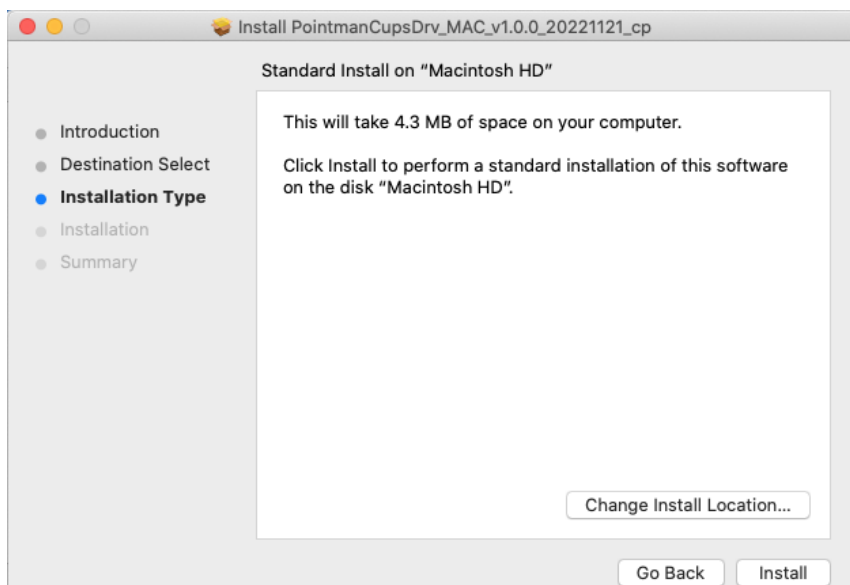 Install PointmanCupsDrv_MAC_v1.0.0_20221121_cp
Standard Install on “Macintosh HD”
Introduction
Destination Select
Installation Type
Installation
Summary
This will take 4.3 MB of space on your computer.
Click Install to perform a standard installation of this software
on the disk “Macintosh HD”.
Change Install Location...
Go Back
Install